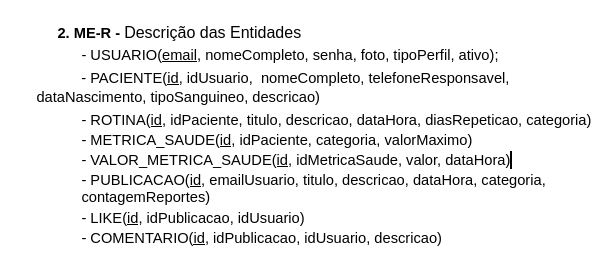 2. ME-R - Descrição das Entidades
- USUARIO(email, nomeCompleto, senha, foto, tipoPerfil, ativo);
- PACIENTE(id, idUsuario, nomeCompleto, telefoneResponsavel,
dataNascimento, tipoSanguineo, descricao)
- ROTINA(id, idPaciente, titulo, descricao, dataHora, diasRepeticao, categoria)
- METRICA_SAUDE(id, idPaciente, categoria, valorMaximo)
- VALOR_METRICA_SAUDE(id, idMetricaSaude, valor, dataHora)
- PUBLICACAO(id, emailUsuario, titulo, descricao, dataHora, categoria,
contagemReportes)
- LIKE(id, idPublicacao, idUsuario)
- COMENTARIO(id, idPublicacao, idUsuario, descricao)